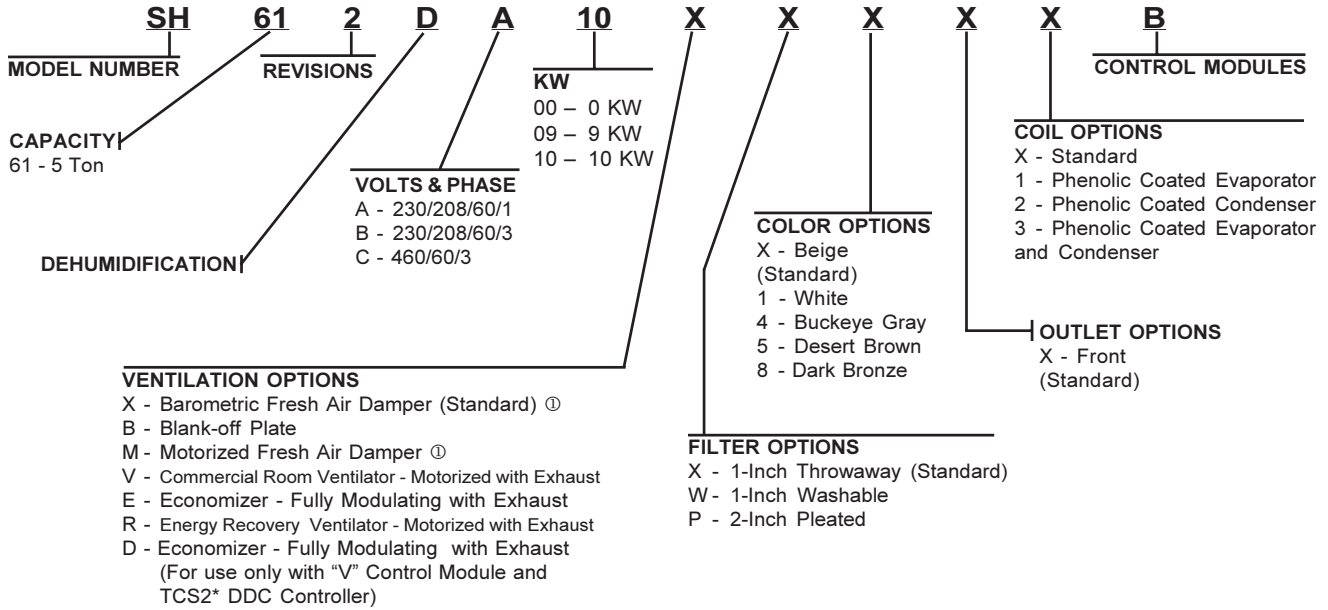 SH 61 2 D A 10 X X X X X B
MODEL NUMBER
REVISIONS
CONTROL MODULES
KW
00 – 0 KW
09 – 9 KW
10 – 10 KW
CAPACITY
61 - 5 Ton
COIL OPTIONS
X - Standard
1 - Phenolic Coated Evaporator
2 - Phenolic Coated Condenser
3 - Phenolic Coated Evaporator
and Condenser
VOLTS & PHASE
A - 230/208/60/1
B - 230/208/60/3
C - 460/60/3
COLOR OPTIONS
X - Beige
(Standard)
1 - White
4 - Buckeye Gray
5 - Desert Brown
8 - Dark Bronze
DEHUMIDIFICATION
OUTLET OPTIONS
X - Front
(Standard)
VENTILATION OPTIONS
X - Barometric Fresh Air Damper (Standard) ①
B - Blank-off Plate
M - Motorized Fresh Air Damper ①
V - Commercial Room Ventilator - Motorized with Exhaust
E - Economizer - Fully Modulating with Exhaust
R - Energy Recovery Ventilator - Motorized with Exhaust
D - Economizer - Fully Modulating with Exhaust
(For use only with “V” Control Module and
TCS2* DDC Controller)
FILTER OPTIONS
X - 1-Inch Throwaway (Standard)
W - 1-Inch Washable
P - 2-Inch Pleated